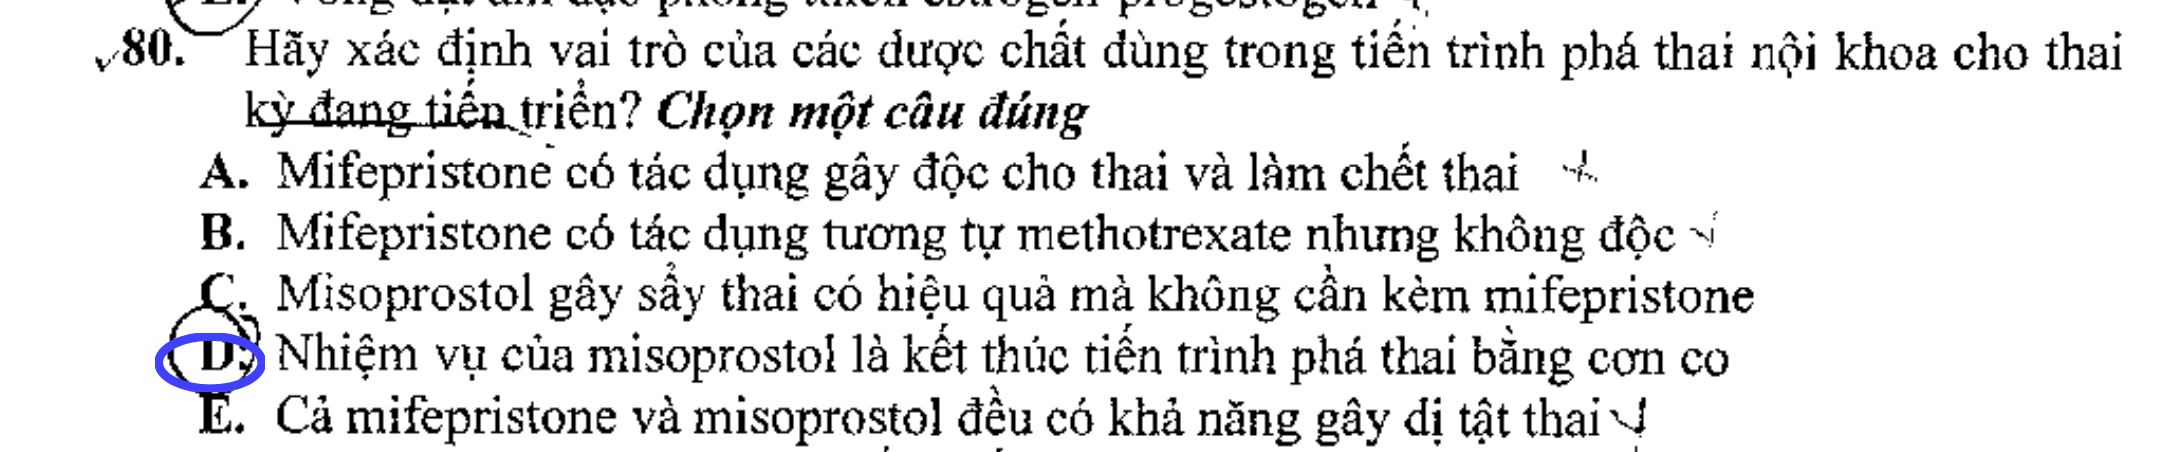 80. Hãy xác định vai trò của các dược chất dùng trong tiến trình phá thai nội khoa cho thai
kỳ đang tiến triển? Chọn một câu đúng
A. Mifepristone có tác dụng gây độc cho thai và làm chết thai
B. Mifepristone có tác dụng tương tự methotrexate nhưng không độc
C. Misoprostol gây sẩy thai có hiệu quả mà không cần kèm mifepristone
D. Nhiệm vụ của misoprostol là kết thúc tiến trình phá thai bằng cơn co
E. Cả mifepristone và misoprostol đều có khả năng gây dị tật thai